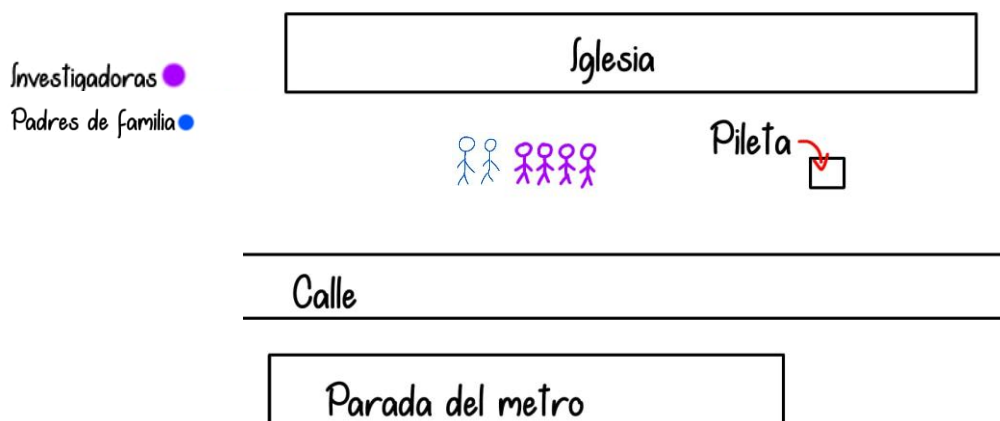 Iglesia
Investigadoras
Padres de familia
Pileta
Calle
Parada del metro